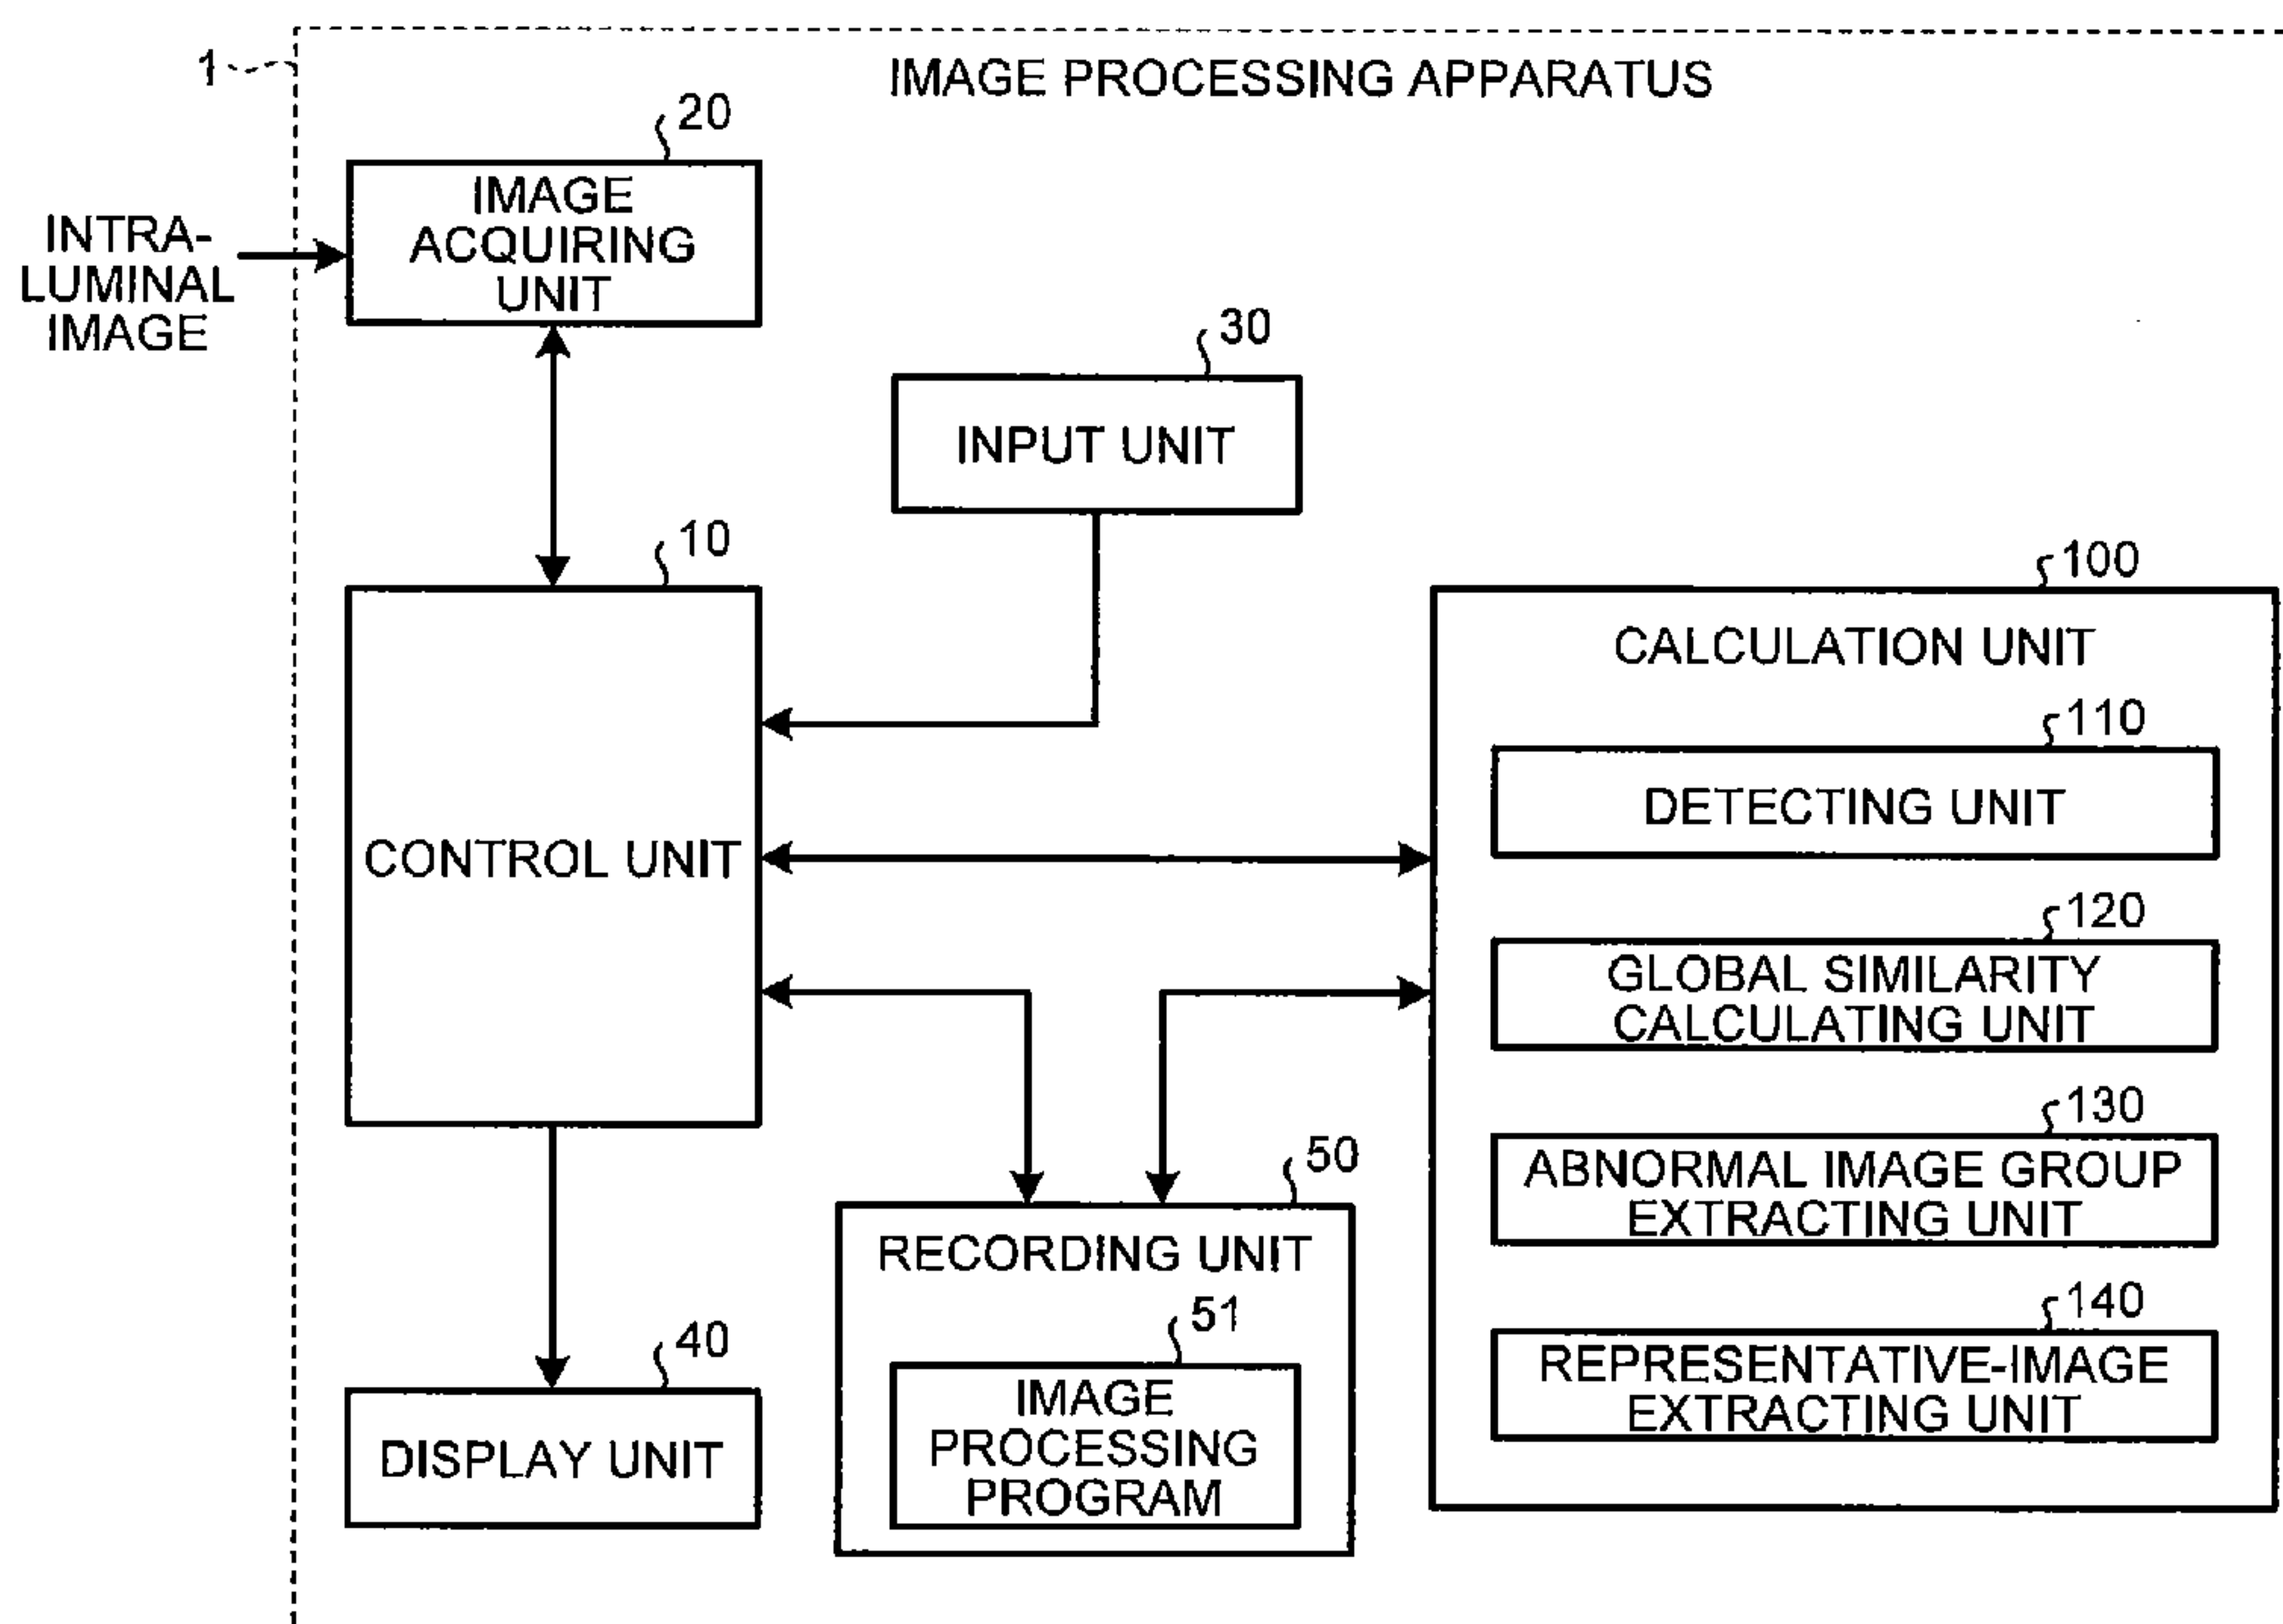 1
IMAGE PROCESSING APPARATUS
20
IMAGE
ACQUIRING
UNIT
INTRA-
LUMINAL
IMAGE
30
INPUT UNIT
10
CONTROL UNIT
100
CALCULATION UNIT
110
DETECTING UNIT
120
GLOBAL SIMILARITY
CALCULATING UNIT
130
ABNORMAL IMAGE GROUP
EXTRACTING UNIT
140
REPRESENTATIVE-IMAGE
EXTRACTING UNIT
50
RECORDING UNIT
51
IMAGE
PROCESSING
PROGRAM
40
DISPLAY UNIT